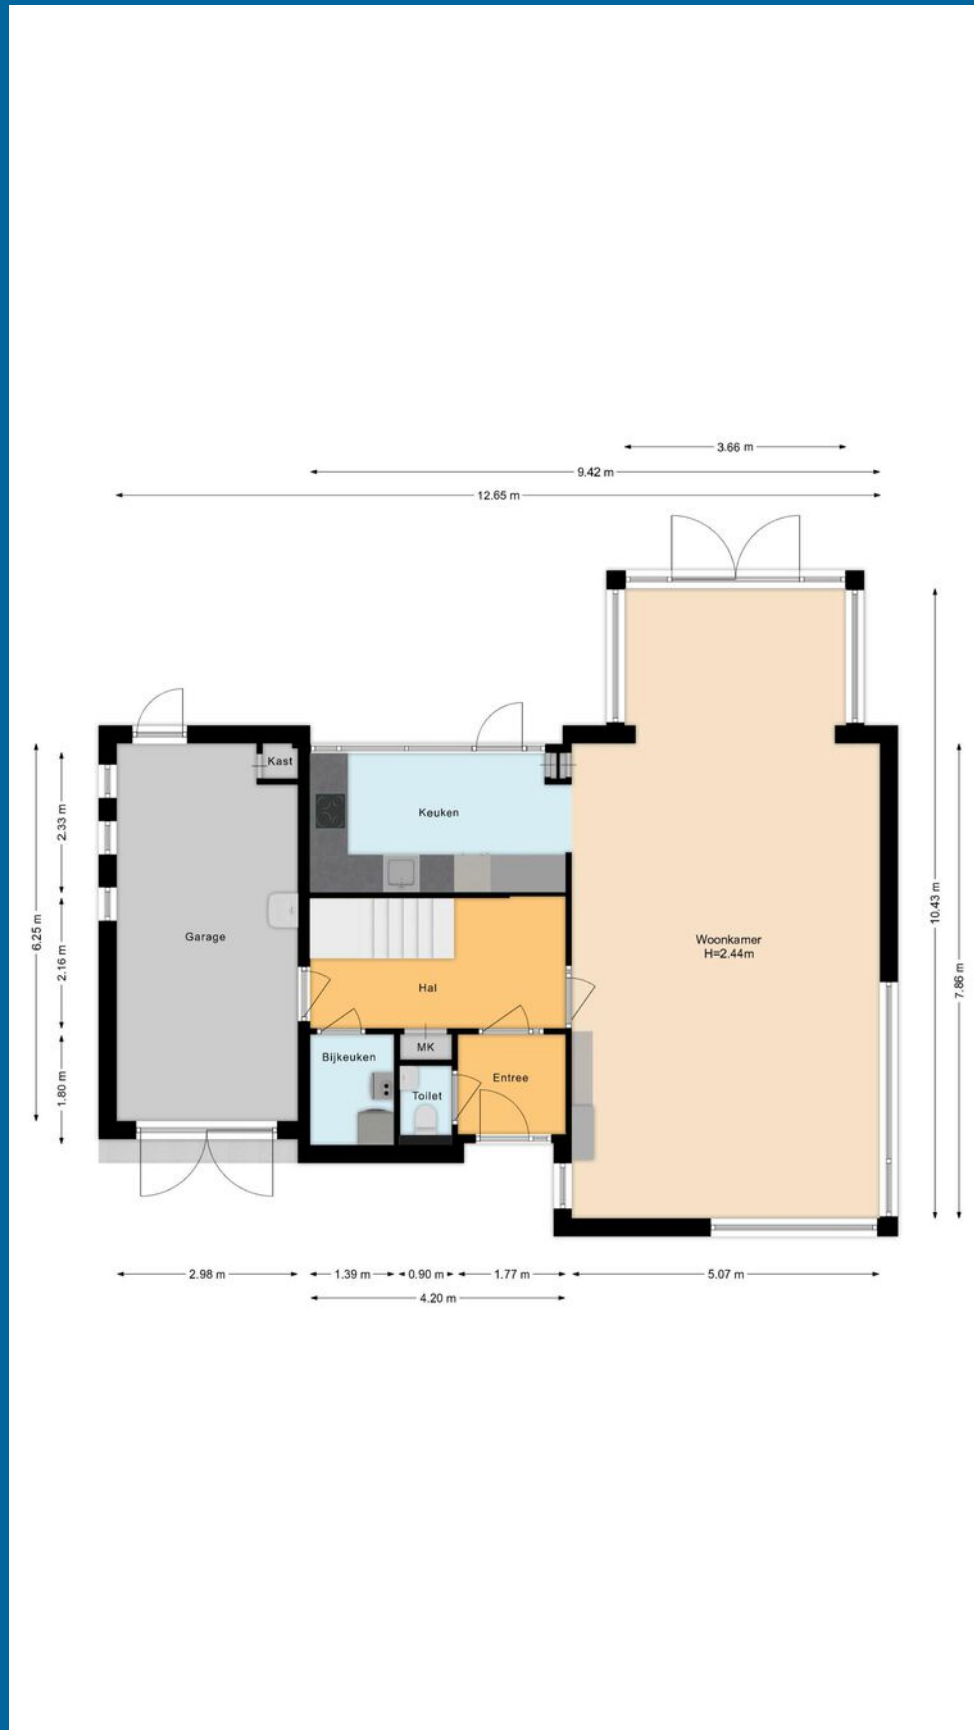 3.66 m
9.42 m
12.65 m
Kast
Keuken
Garage
Woonkamer
H=2.44m
Hal
MK
Bijkeuken
Toilet
Entree
6.25 m
2.33 m
2.16 m
1.80 m
10.43 m
7.86 m
2.98 m
1.39 m
0.90 m
1.77 m
5.07 m
4.20 m